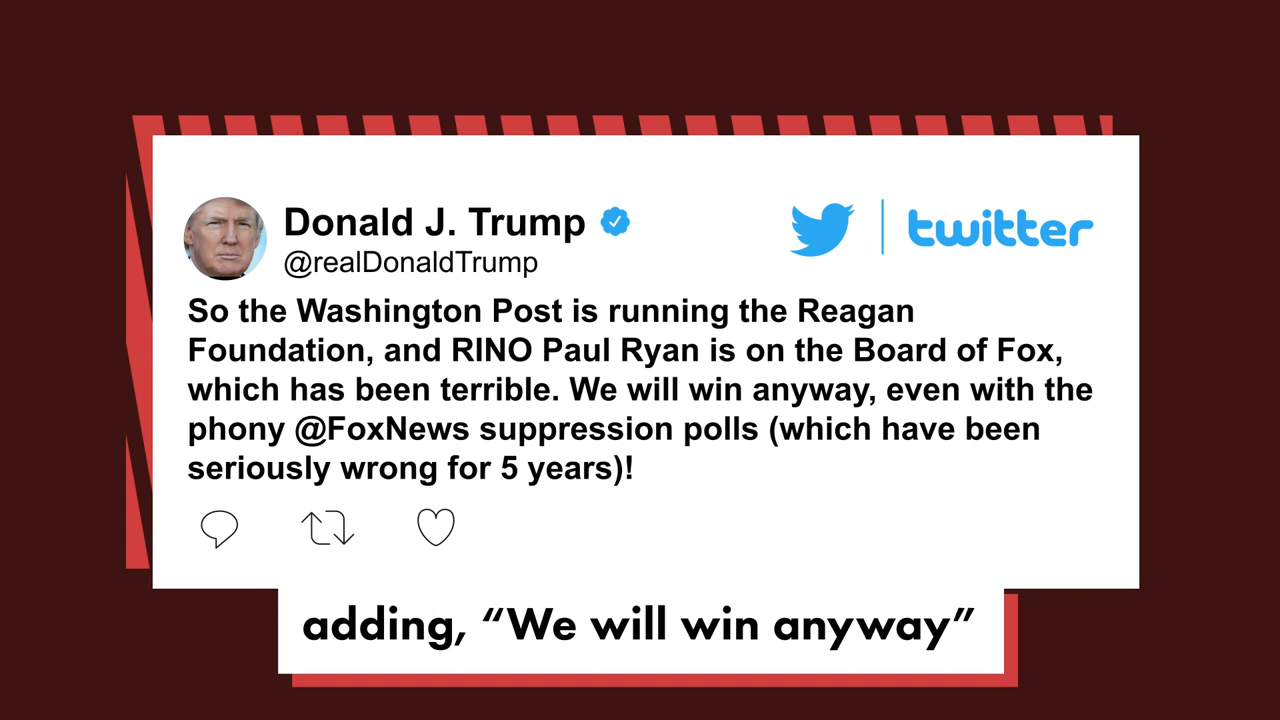 Donald J. Trump
twitter
@realDonaldTrump
So the Washington Post is running the Reagan
Foundation, and RINO Paul Ryan is on the Board of Fox,
which has been terrible. We will win anyway, even with the
phony @FoxNews suppression polls (which have been
seriously wrong for 5 years)!
adding, “We will win anyway”